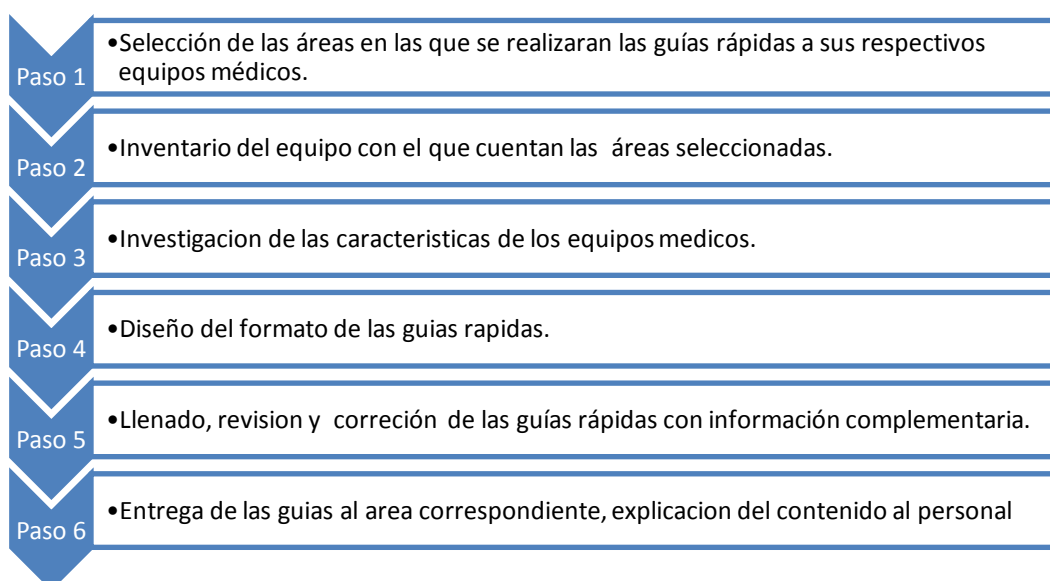 Paso 1
•Selección de las áreas en las que se realizaran las guías rápidas a sus respectivos
equipos médicos.
Paso 2
•Inventario del equipo con el que cuentan las áreas seleccionadas.
Paso 3
•Investigacion de las caracteristicas de los equipos medicos.
Paso 4
•Diseño del formato de las guias rapidas.
Paso 5
•Llenado, revision y correción de las guías rápidas con información complementaria.
Paso 6
•Entrega de las guias al area correspondiente, explicacion del contenido al personal